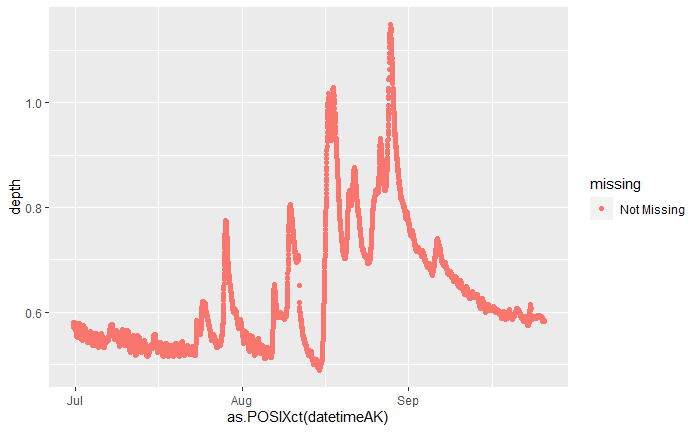 1.0
0.8
0.6
depth
Jul
Aug
Sep
as.POSIXct(datetimeAK)
missing
Not Missing